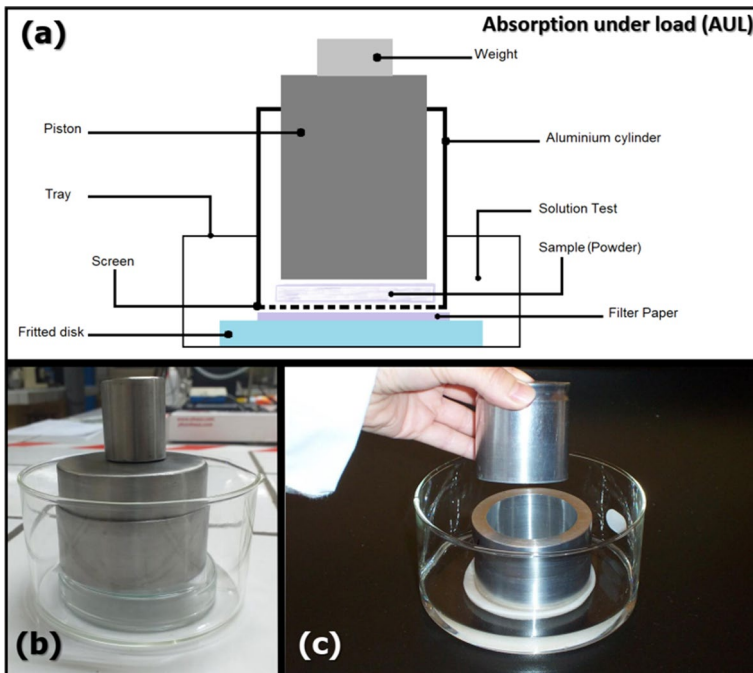 (a)
Absorption under load (AUL)
Weight
Piston
Aluminium cylinder
Tray
Solution Test
Sample (Powder)
Screen
Filter Paper
Fritted disk
(b)
(c)